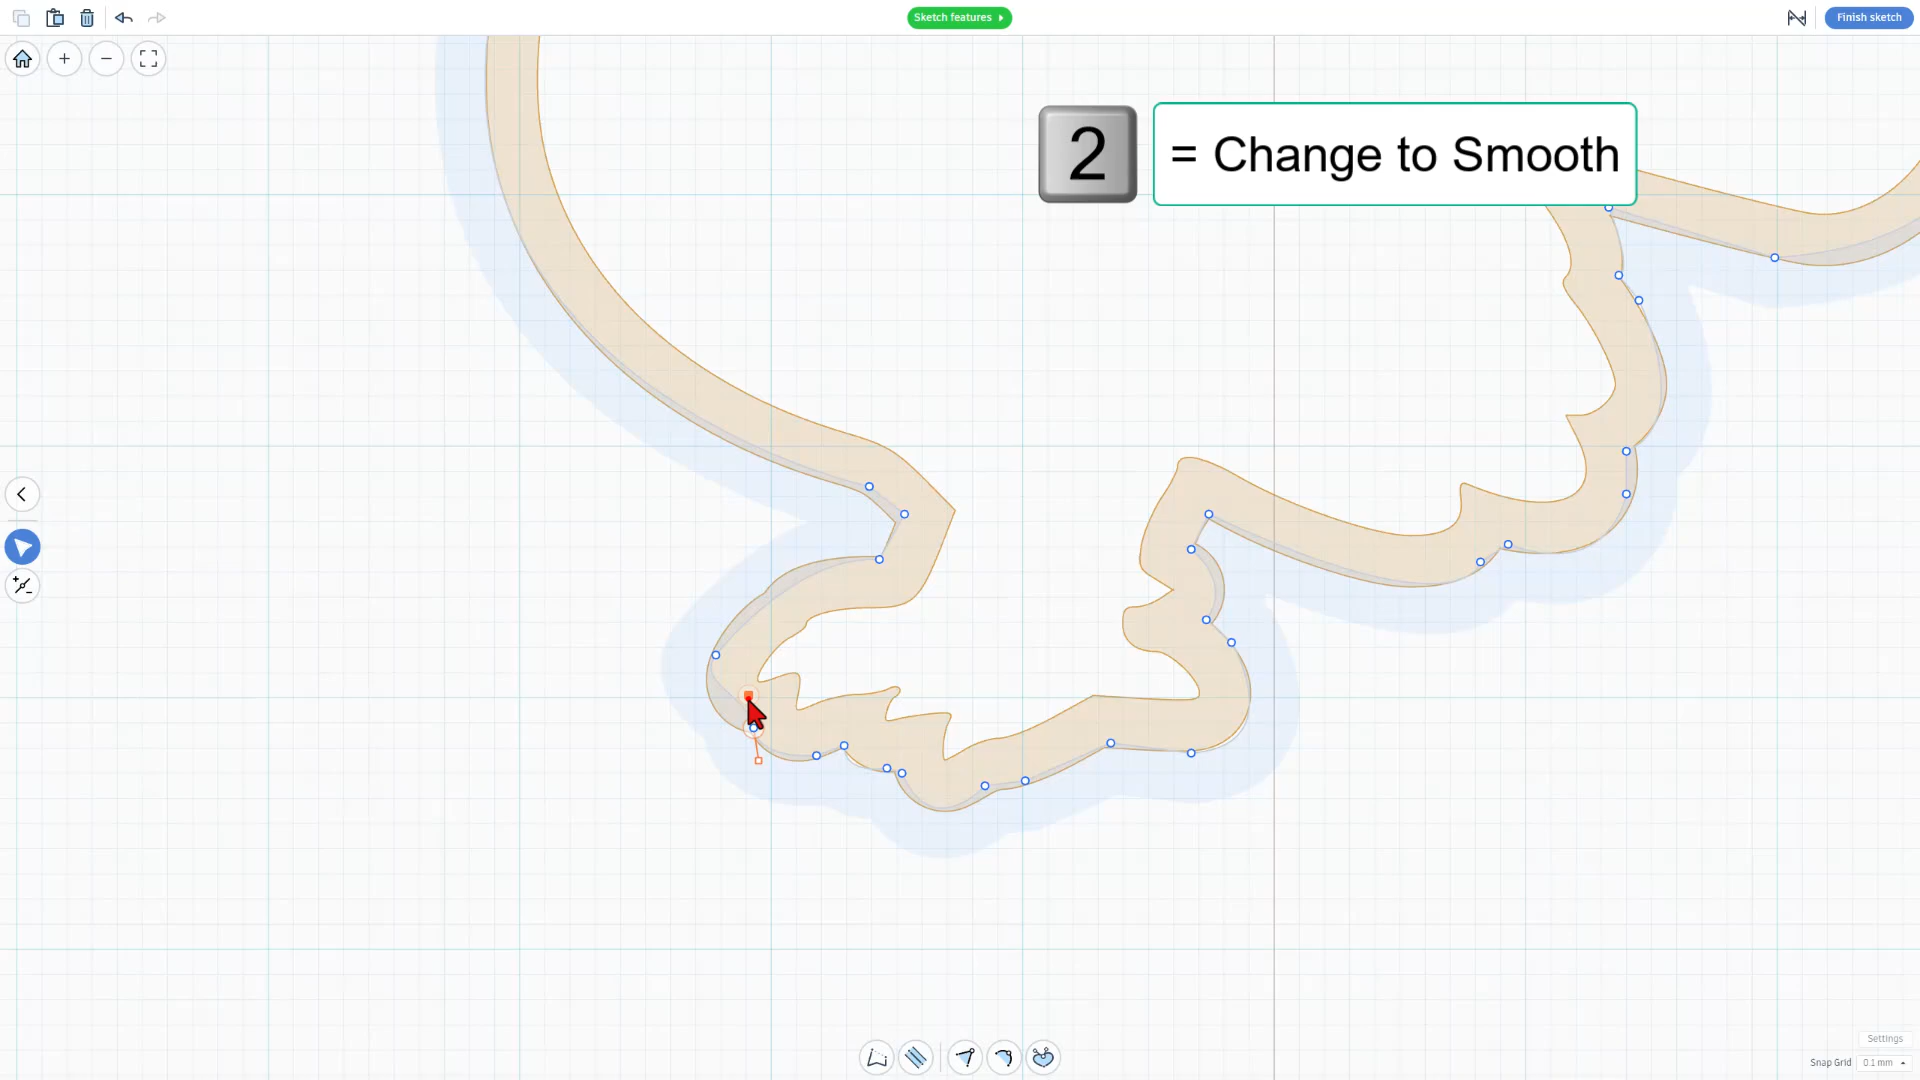 Sketch features
Finish sketch
2 = Change to Smooth
Settings
Snap Grid 0.1 mm